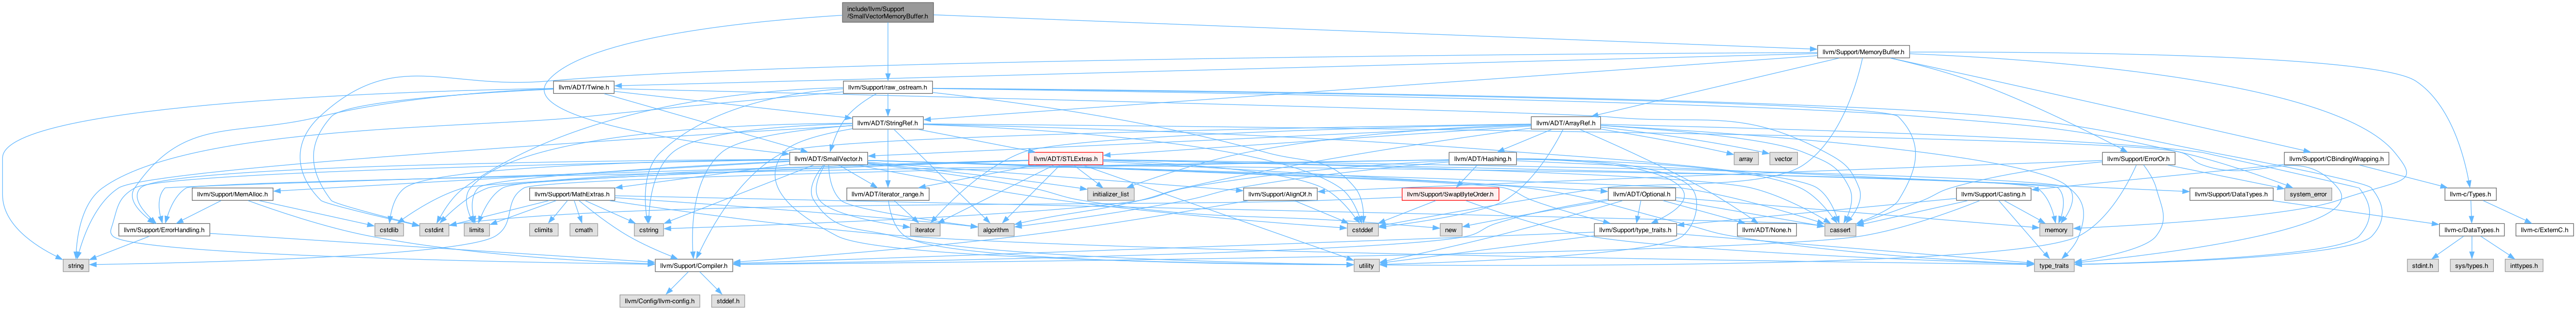 include/llvm/Support
/SmallVectorMemoryBuffer.h
llvm/Support/MemoryBuffer.h
llvm/ADT/Twine.h
llvm/Support/raw_ostream.h
llvm/ADT/StringRef.h
llvm/ADT/ArrayRef.h
llvm/ADT/SmallVector.h
llvm/ADT/STLExtras.h
llvm/ADT/Hashing.h
array
vector
llvm/Support/ErrorOr.h
llvm/Support/CBindingWrapping.h
llvm/Support/MemAlloc.h
llvm/Support/MathExtras.h
llvm/ADT/iterator_range.h
initializer_list
llvm/Support/AlignOf.h
llvm/Support/SwapByteOrder.h
llvm/ADT/Optional.h
llvm/Support/Casting.h
llvm/Support/DataTypes.h
system_error
llvm-c/Types.h
llvm/Support/ErrorHandling.h
cstdlib
cstdint
limits
climits
cmath
cstring
iterator
algorithm
cstddef
new
llvm/Support/type_traits.h
llvm/ADT/None.h
cassert
memory
llvm-c/DataTypes.h
llvm-c/ExternC.h
string
llvm/Support/Compiler.h
utility
type_traits
stdint.h
sys/types.h
inttypes.h
llvm/Config/llvm-config.h
stddef.h